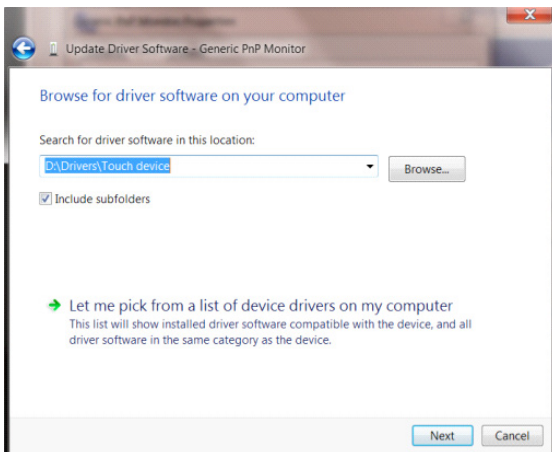 Update Driver Software - Generic PnP Monitor
Browse for driver software on your computer
Search for driver software in this location:
D:\Drivers\Touch device
Browse...
Include subfolders
Let me pick from a list of device drivers on my computer
This list will show installed driver software compatible with the device, and all
driver software in the same category as the device.
Next
Cancel